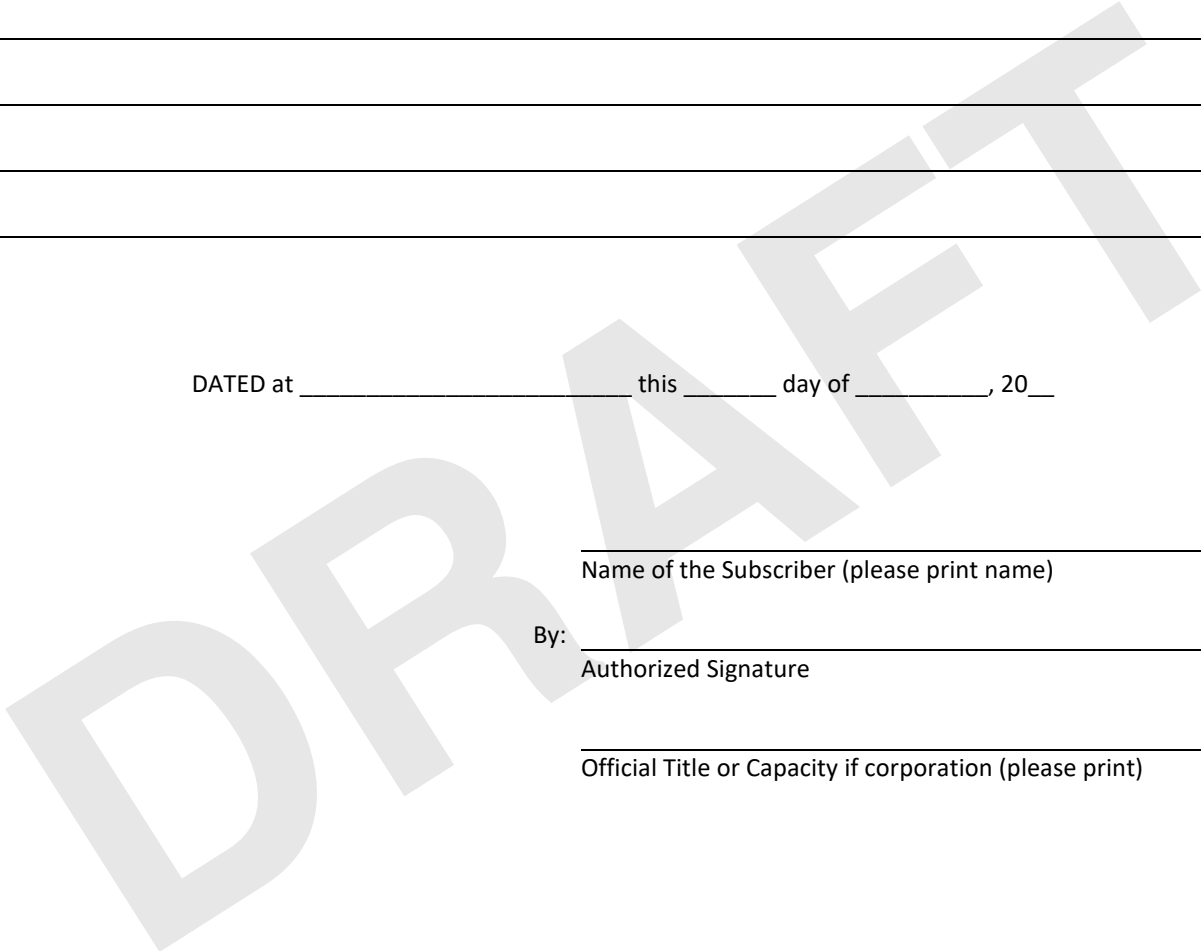 DATED at _________________________ this _______ day of __________, 20__
Name of the Subscriber (please print name)
By:
Authorized Signature
Official Title or Capacity if corporation (please print)
DRAFT